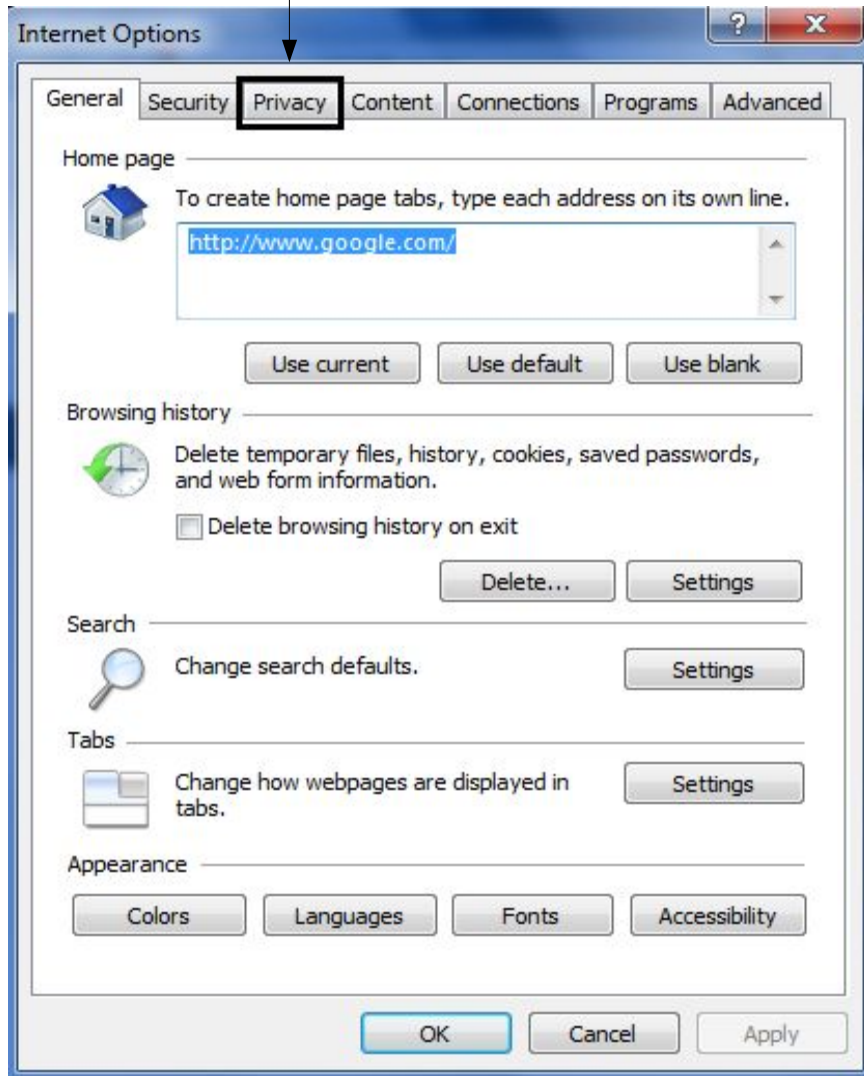 Internet Options
?
X
General Security Privacy Content Connections Programs Advanced
Home page
To create home page tabs, type each address on its own line.
http://www.google.com/
Use current Use default Use blank
Browsing history
Delete temporary files, history, cookies, saved passwords,
and web form information.
Delete browsing history on exit
Delete... Settings
Search
Change search defaults. Settings
Tabs
Change how webpages are displayed in
tabs.
Settings
Appearance
Colors Languages Fonts Accessibility
OK Cancel Apply